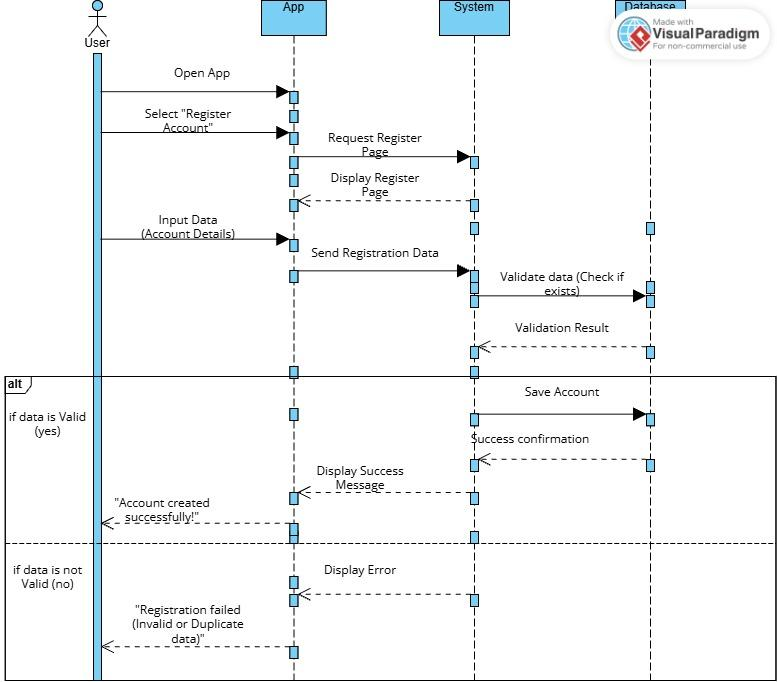 App
System
Database
Made with
VisualParadigm
For non-commercial use
User
Open App
Select "Register
Account"
Request Register
Page
Display Register
Page
Input Data
(Account Details)
Send Registration Data
Validate data (Check if
exists)
Validation Result
alt
if data is Valid
(yes)
Save Account
Success confirmation
Display Success
Message
"Account created
successfully!"
if data is not
Valid (no)
Display Error
"Registration failed
(Invalid or Duplicate
data)"